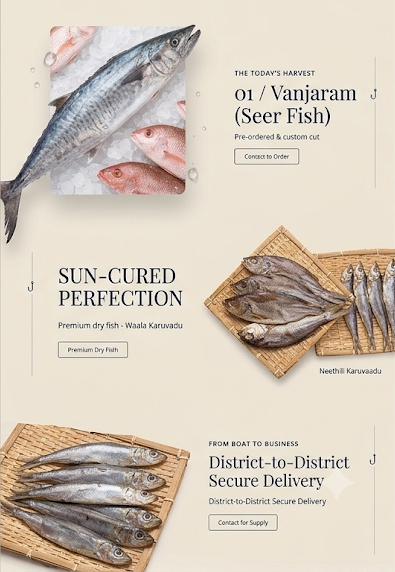 THE TODAY'S HARVEST
01 / Vanjaram
(Seer Fish)
Pre-ordered & custom cut
Contact to Order
SUN-CURED
PERFECTION
Premium dry fish - Waala Karuvadu
Premium Dry Fislh
Neethili Karuvaadu
FROM BOAT TO BUSINESS
District-to-District
Secure Delivery
District-to-District Secure Delivery
Contact for Supply